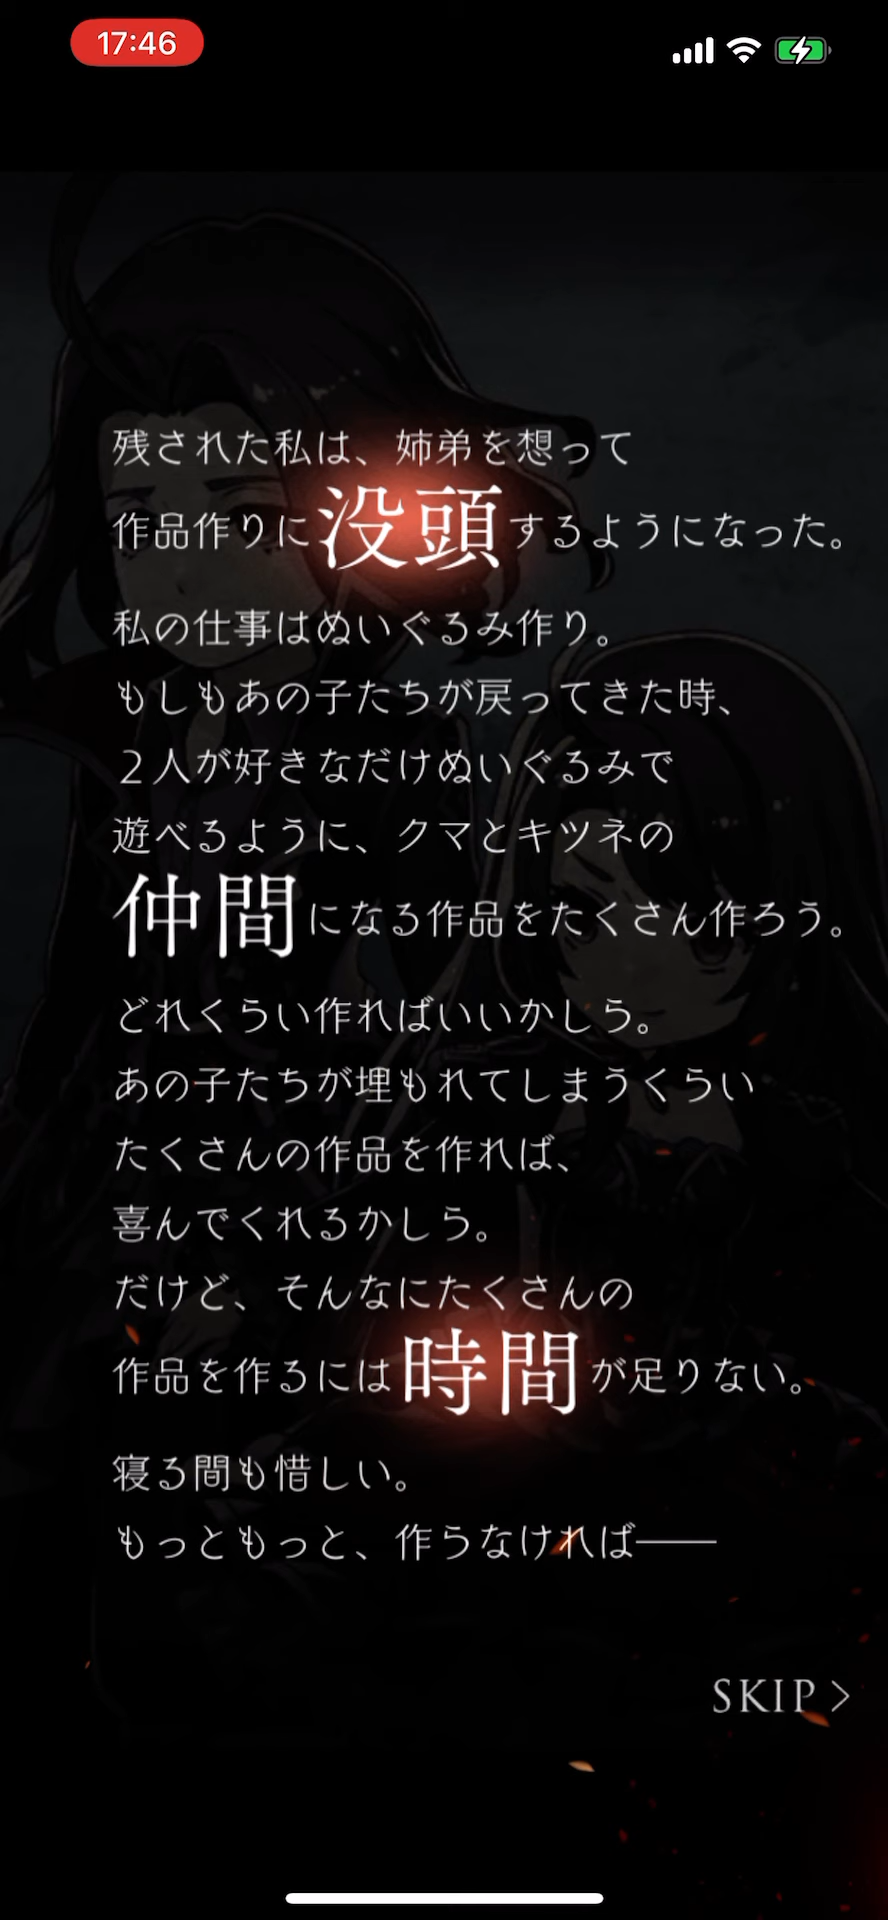 17:46
残された私は、姉弟を想って
作品作りに没頭するようになった。
私の仕事はぬいぐるみ作り。
もしもあの子たちが戻ってきた時、
２人が好きなだけぬいぐるみで
遊べるように、クマとキツネの
仲間になる作品をたくさん作ろう。
どれくらい作ればいいかしら。
あの子たちが埋もれてしまうくらい
たくさんの作品を作れば、
喜んでくれるかしら。
だけど、そんなにたくさんの
作品を作るには時間が足りない。
寝る間も惜しい。
もっともっと、作らなければ――
SKIP >